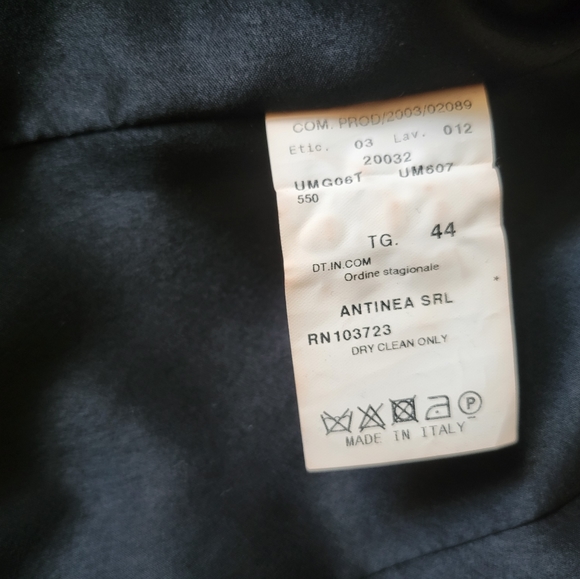 COM. PROD/2003/02089
Etic. 03 Lav. 012
20032
UMG06T UM607
550
TG. 44
DT.IN.COM
Ordine stagionale
ANTINEA SRL
RN103723
DRY CLEAN ONLY
P
MADE IN ITALY